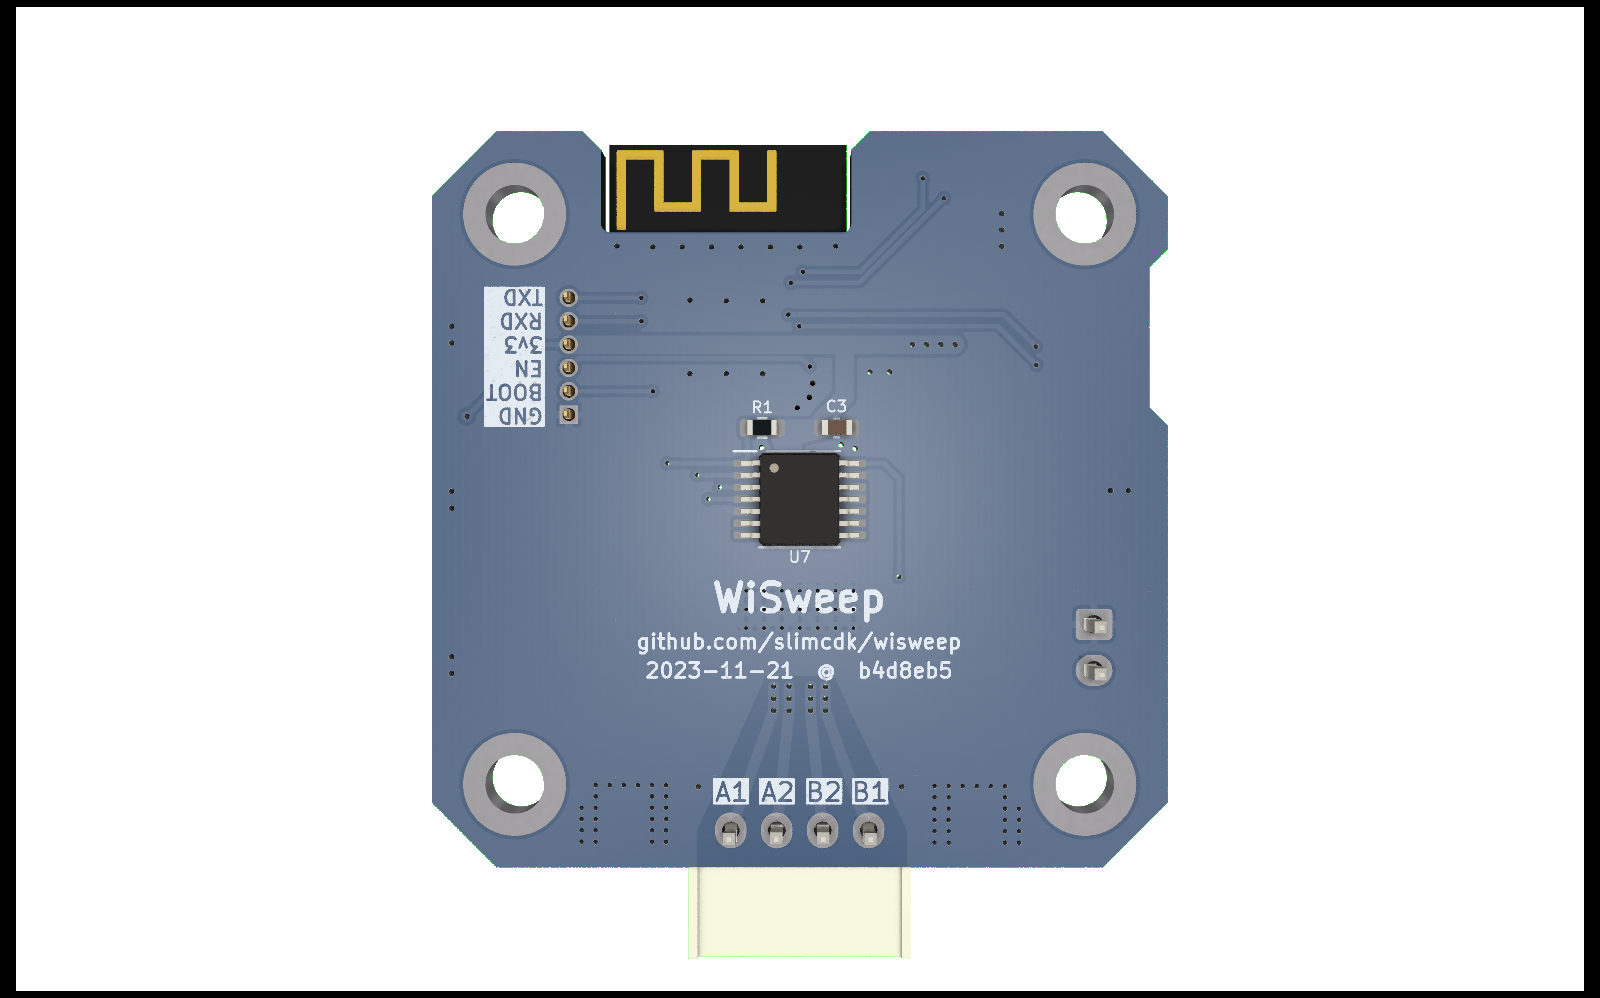 TXD
RXD
3v3
EN
BOOT
GND
R1 C3
U7
WiSweep
github.com/slimcdk/wisweep
2023-11-21 @ b4d8eb5
A1 A2 B2 B1